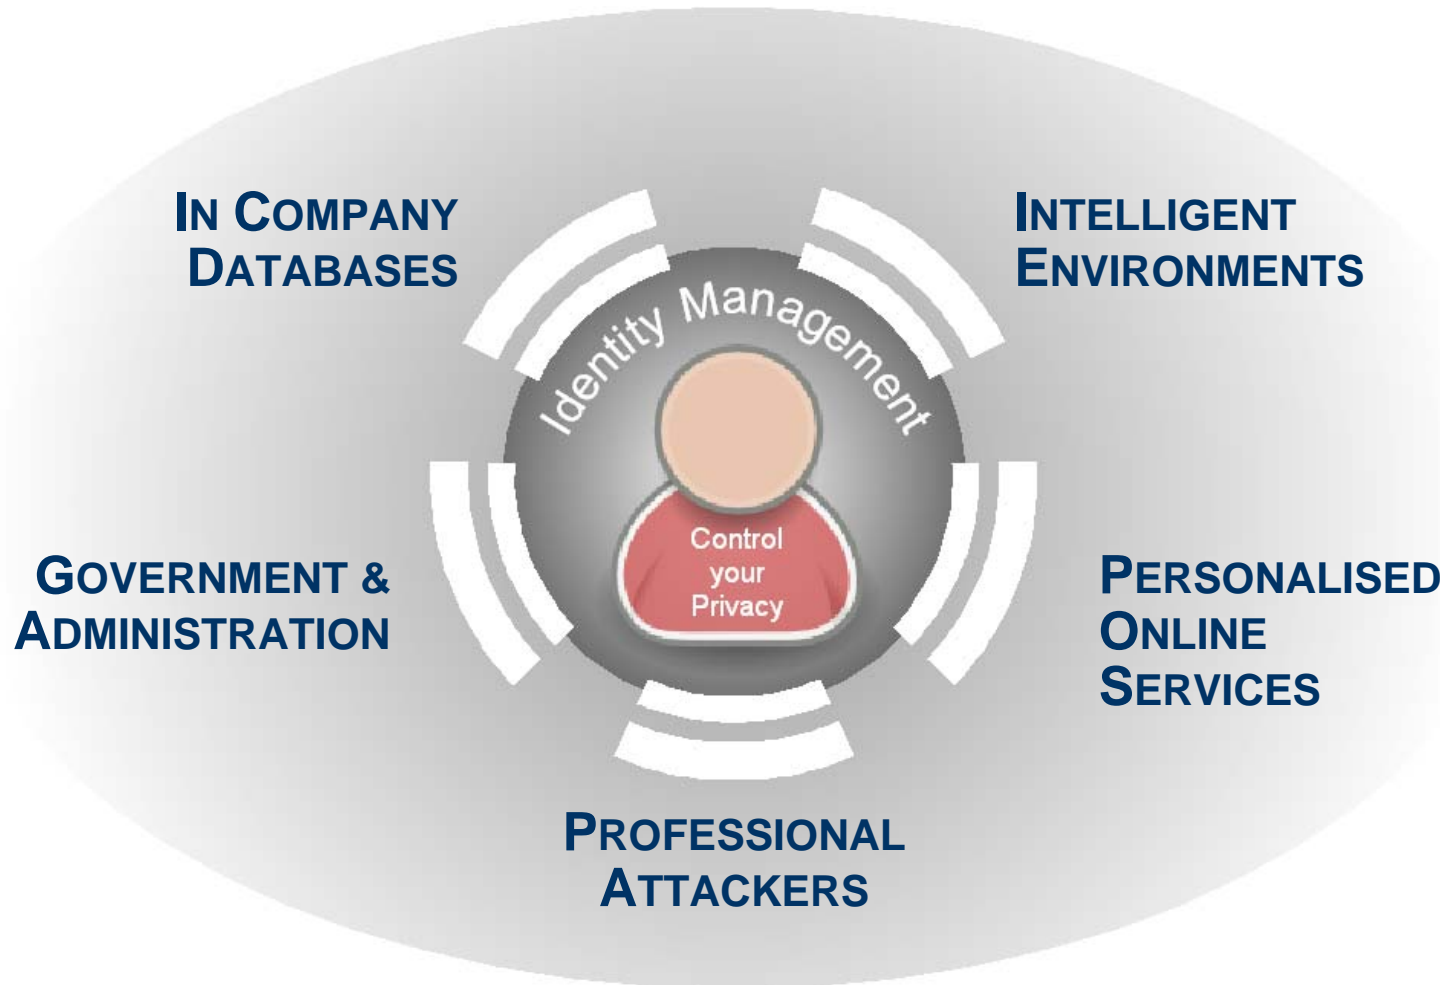 IN COMPANY
DATABASES
INTELLIGENT
ENVIRONMENTS
Identity Management
Control
your
Privacy
GOVERNMENT &
ADMINISTRATION
PERSONALISED
ONLINE
SERVICES
PROFESSIONAL
ATTACKERS